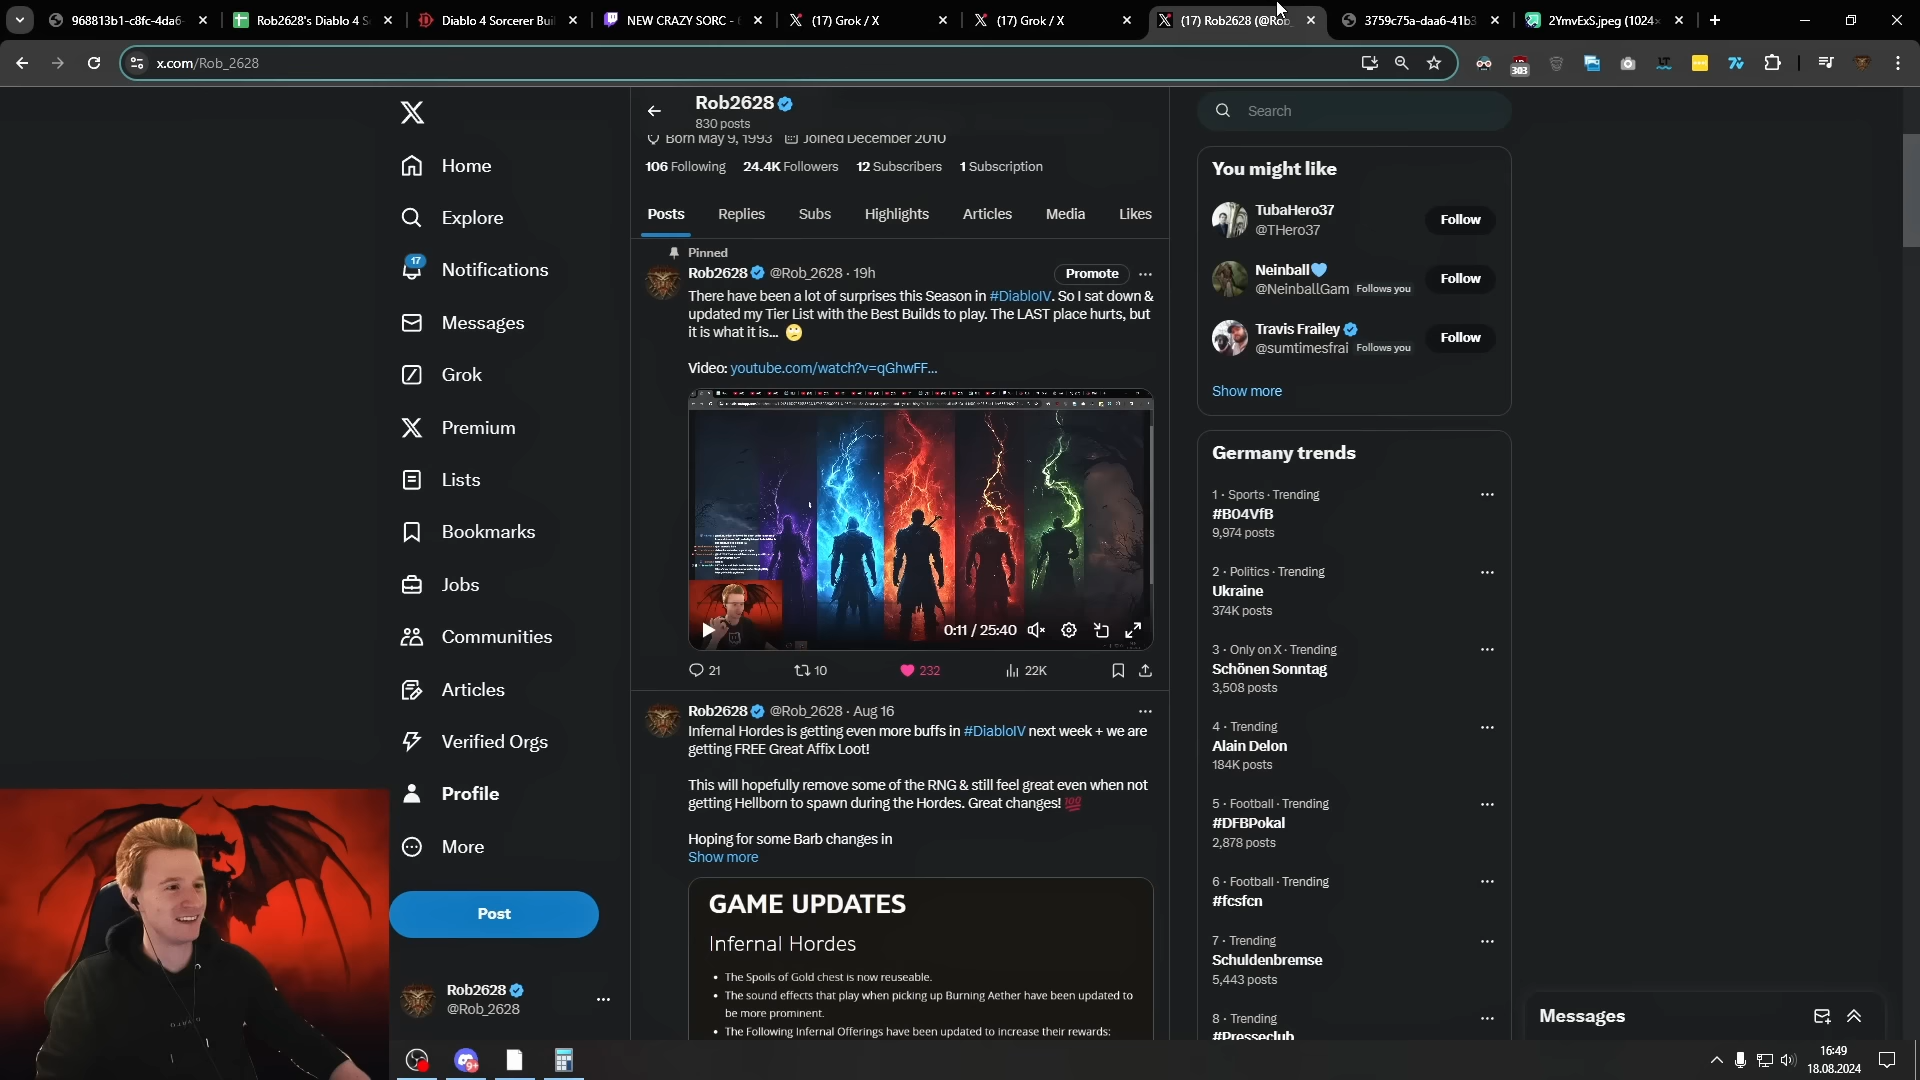 968813b1-c8fc-4da6-
Rob2628's Diablo 4 S
Diablo 4 Sorcerer Bui
NEW CRAZY SORC - 6
(17) Grok / X
(17) Grok / X
(17) Rob2628 (@Rob_
3759c75a-daa6-41b3
2YmvExS.jpeg (1024×
x.com/Rob_2628
303
Home
Explore
17
Notifications
Messages
Grok
Premium
Lists
Bookmarks
Jobs
Communities
Articles
Verified Orgs
Profile
More
Post
Rob2628
@Rob_2628
Rob2628
830 posts
Born May 9, 1993 Joined December 2010
106 Following 24.4K Followers 12 Subscribers 1 Subscription
Posts Replies Subs Highlights Articles Media Likes
Pinned
Rob2628 @Rob_2628 · 19h Promote
There have been a lot of surprises this Season in #DiabloIV. So I sat down &
updated my Tier List with the Best Builds to play. The LAST place hurts, but
it is what it is... 🙄
Video: youtube.com/watch?v=qGhwFF...
0:11 / 25:40
21 10 232 22K
Rob2628 @Rob_2628 · Aug 16
Infernal Hordes is getting even more buffs in #DiabloIV next week + we are
getting FREE Great Affix Loot!
This will hopefully remove some of the RNG & still feel great even when not
getting Hellborn to spawn during the Hordes. Great changes! 💯
Hoping for some Barb changes in
Show more
GAME UPDATES
Infernal Hordes
• The Spoils of Gold chest is now reuseable.
• The sound effects that play when picking up Burning Aether have been updated to
be more prominent.
• The Following Infernal Offerings have been updated to increase their rewards:
Search
You might like
TubaHero37
@THero37
Follow
Neinball💙
@NeinballGam Follows you
Follow
Travis Frailey
@sumtimesfrai Follows you
Follow
Show more
Germany trends
1 · Sports · Trending
#B04VfB
9,974 posts
2 · Politics · Trending
Ukraine
374K posts
3 · Only on X · Trending
Schönen Sonntag
3,508 posts
4 · Trending
Alain Delon
184K posts
5 · Football · Trending
#DFBPokal
2,878 posts
6 · Football · Trending
#fcsfcn
7 · Trending
Schuldenbremse
5,443 posts
8 · Trending
#Presseclub
Messages
9+
16:49
18.08.2024